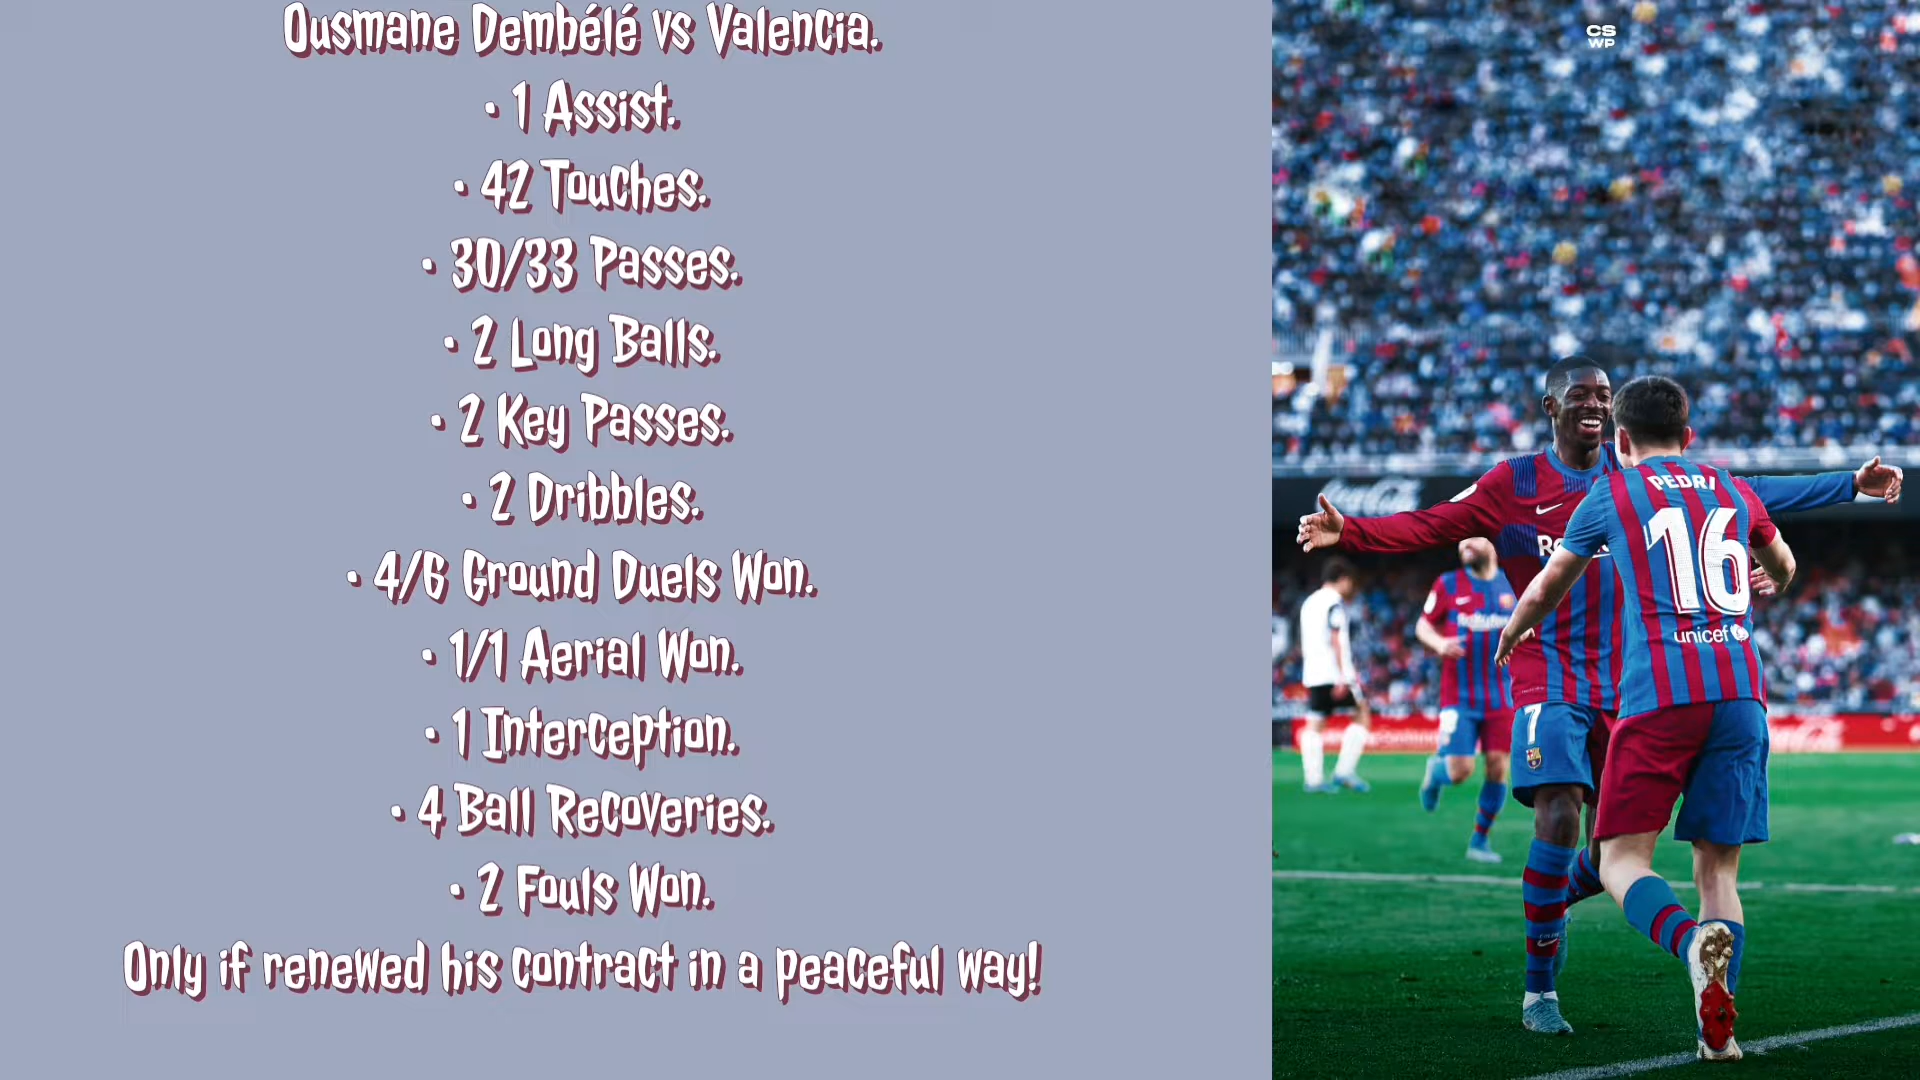 Ousmane Dembélé vs Valencia.
• 1 Assist.
• 42 Touches.
• 30/33 Passes.
• 2 Long Balls.
• 2 Key Passes.
• 2 Dribbles.
• 4/6 Ground Duels Won.
• 1/1 Aerial Won.
• 1 Interception.
• 4 Ball Recoveries.
• 2 Fouls Won.
Only if renewed his contract in a peaceful way!
CS
WP
Coca-Cola
PEDRI
16
unicef
7